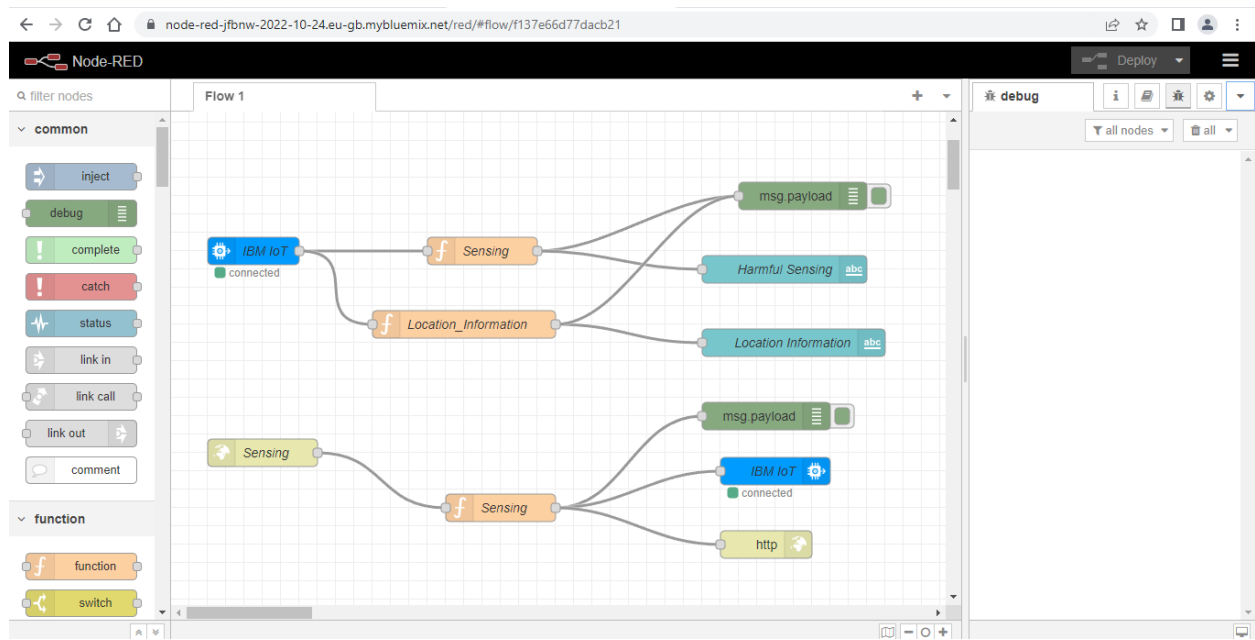 node-red-jfbnw-2022-10-24.eu-gb.mybluemix.net/red/#flow/f137e66d77dacb21
Node-RED
Deploy
filter nodes
Flow 1
debug
i
all nodes
all
common
inject
debug
complete
catch
status
link in
link call
link out
comment
function
function
switch
msg.payload
IBM IoT
connected
Sensing
Harmful Sensing
abc
Location_Information
Location Information
abc
msg.payload
Sensing
IBM IoT
connected
Sensing
http